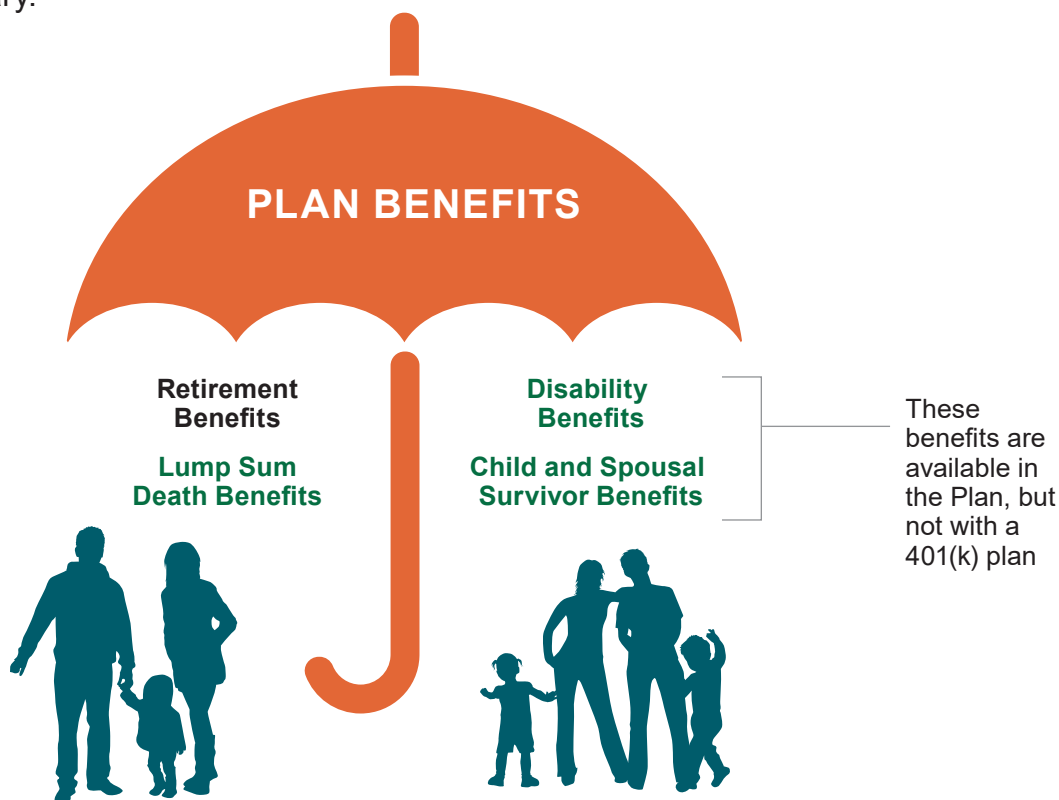 ary.
PLAN BENEFITS
Retirement
Benefits
Lump Sum
Death Benefits
Disability
Benefits
Child and Spousal
Survivor Benefits
These
benefits are
available in
the Plan, but
not with a
401(k) plan